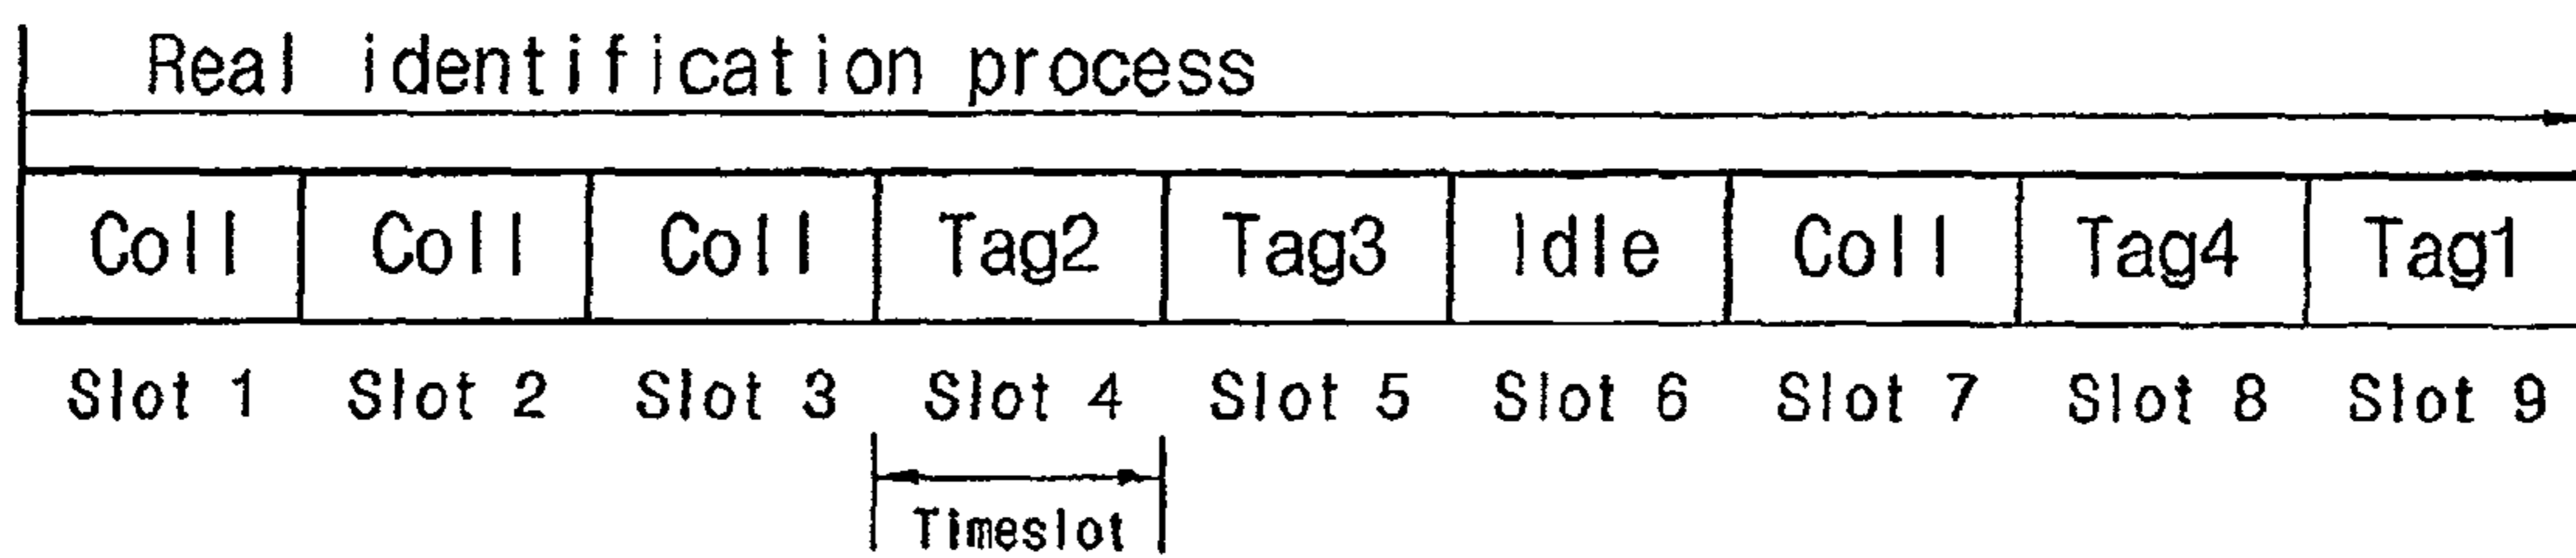 Real identification process
Coll Coll Coll Tag2 Tag3 Idle Coll Tag4 Tag1
Slot 1 Slot 2 Slot 3 Slot 4 Slot 5 Slot 6 Slot 7 Slot 8 Slot 9
Timeslot